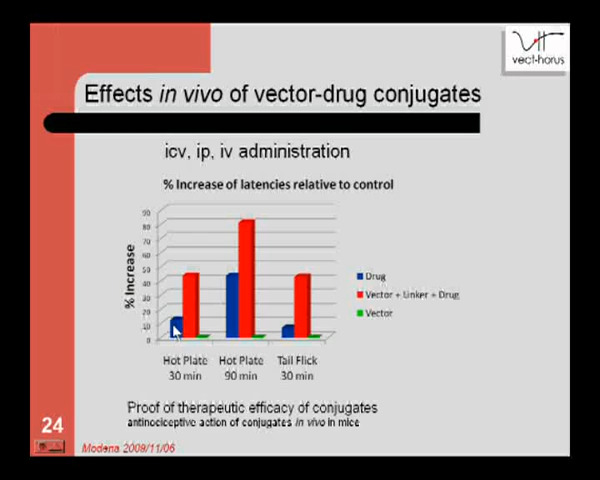 vect-horus
Effects in vivo of vector-drug conjugates
icv, ip, iv administration
% Increase of latencies relative to control
% Increase
90
80
70
60
50
40
30
20
10
0
Drug
Vector + Linker + Drug
Vector
Hot Plate 30 min
Hot Plate 90 min
Tail Flick 30 min
Proof of therapeutic efficacy of conjugates
antinociceptive action of conjugates in vivo in mice
24
Modena 2009/11/06